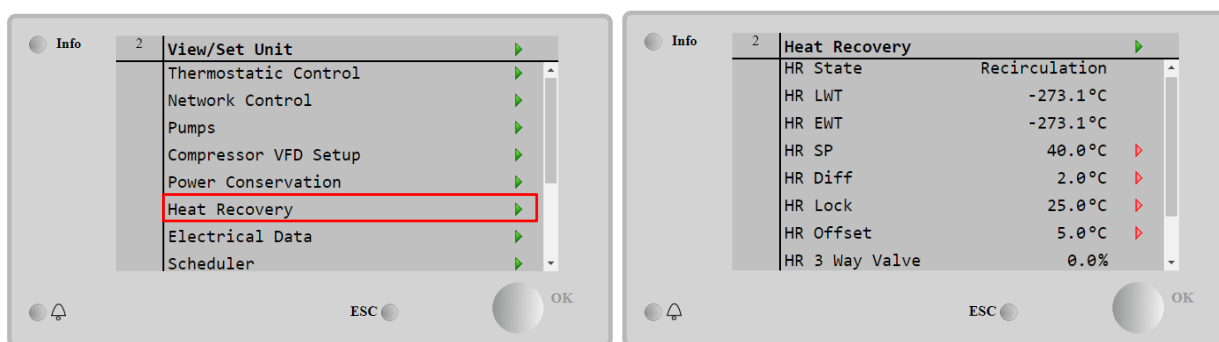 Info
2 View/Set Unit
Thermostatic Control
Network Control
Pumps
Compressor VFD Setup
Power Conservation
Heat Recovery
Electrical Data
Scheduler
ESC
OK
Info
2 Heat Recovery
HR State Recirculation
HR LWT -273.1°C
HR EWT -273.1°C
HR SP 40.0°C
HR Diff 2.0°C
HR Lock 25.0°C
HR Offset 5.0°C
HR 3 Way Valve 0.0%
ESC
OK